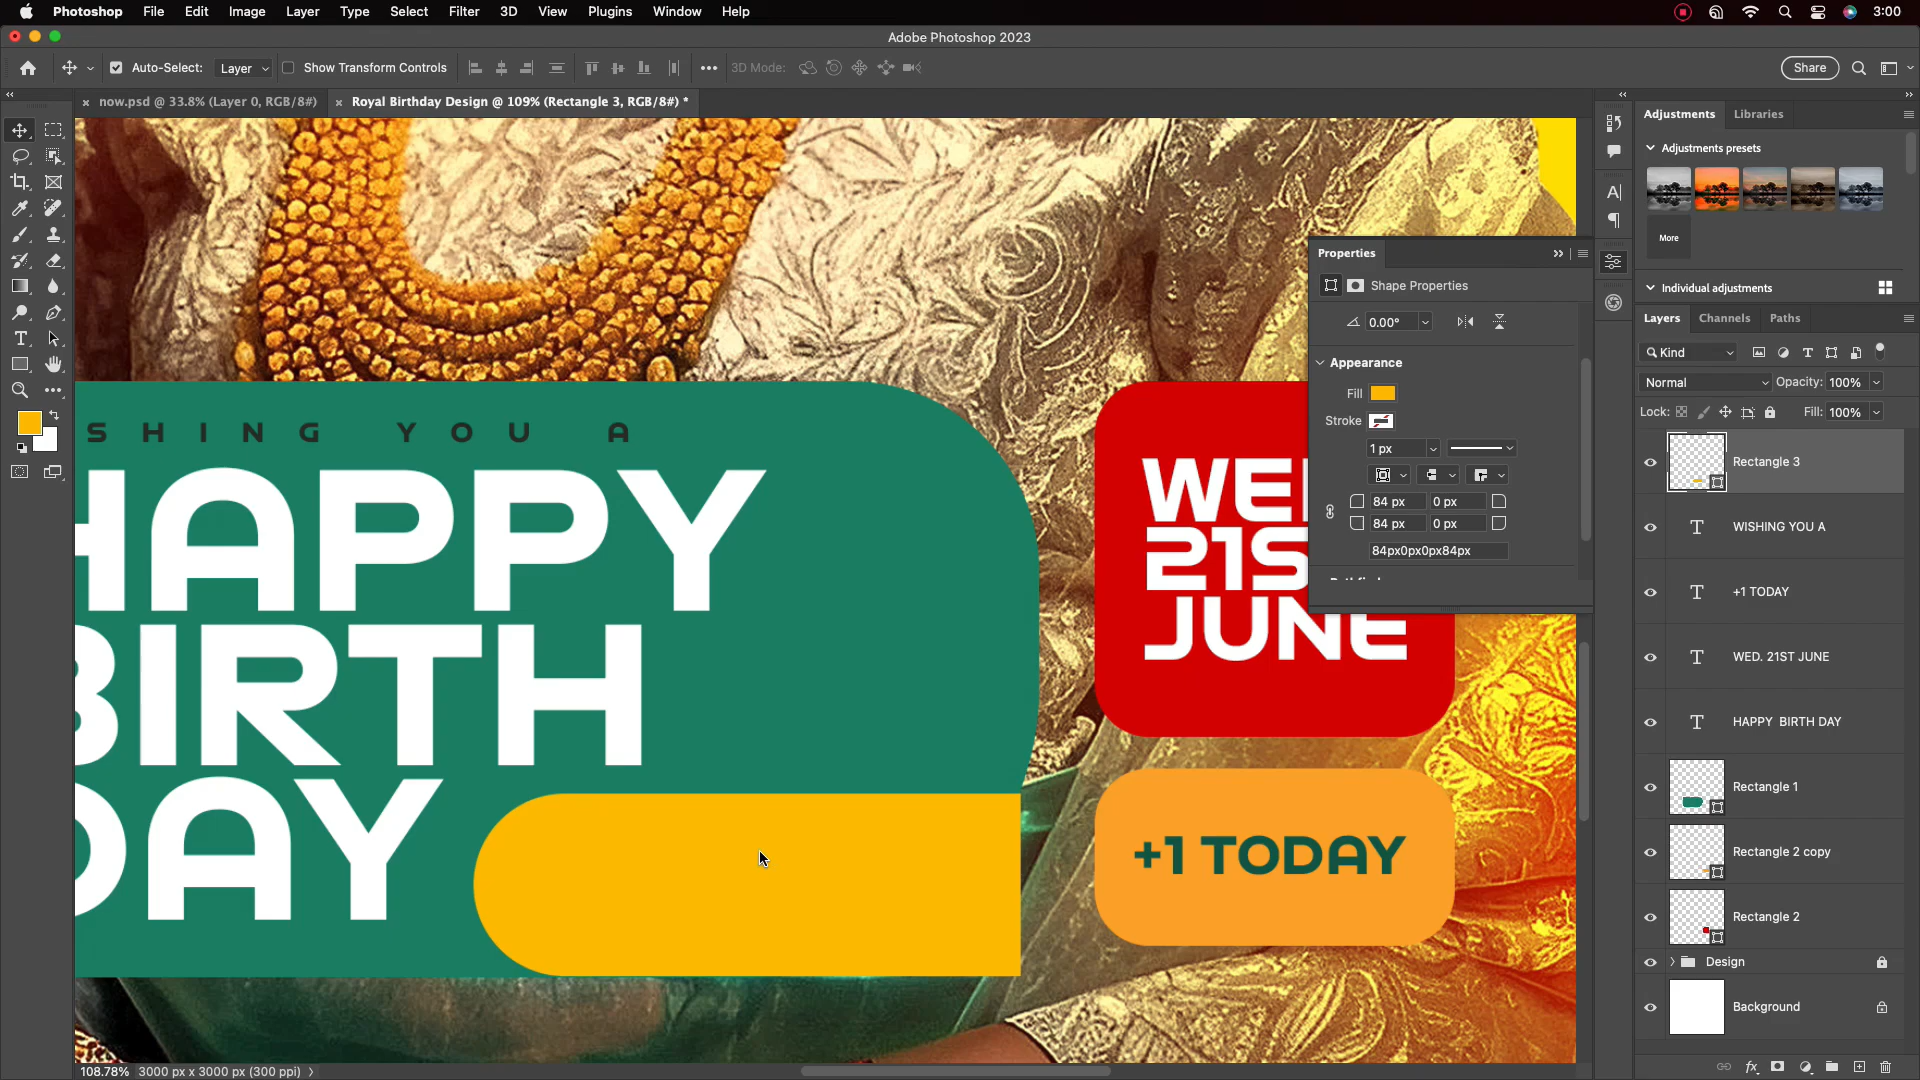 Photoshop File Edit Image Layer Type Select Filter 3D View Plugins Window Help 3:00
Adobe Photoshop 2023
Auto-Select: Layer Show Transform Controls 3D Mode: Share
now.psd @ 33.8% (Layer 0, RGB/8#) Royal Birthday Design @ 109% (Rectangle 3, RGB/8#) *
SHING YOU A
HAPPY
BIRTH
DAY
21S
JUNE
+1 TODAY
Properties
Shape Properties
0.00°
Appearance
Fill
Stroke
1 px
84 px 0 px
84 px 0 px
84px0px0px84px
Adjustments Libraries
Adjustments presets
More
Individual adjustments
Layers Channels Paths
Kind
Normal Opacity: 100%
Lock: Fill: 100%
Rectangle 3
WISHING YOU A
+1 TODAY
WED. 21ST JUNE
HAPPY BIRTH DAY
Rectangle 1
Rectangle 2 copy
Rectangle 2
Design
Background
108.78% 3000 px x 3000 px (300 ppi)